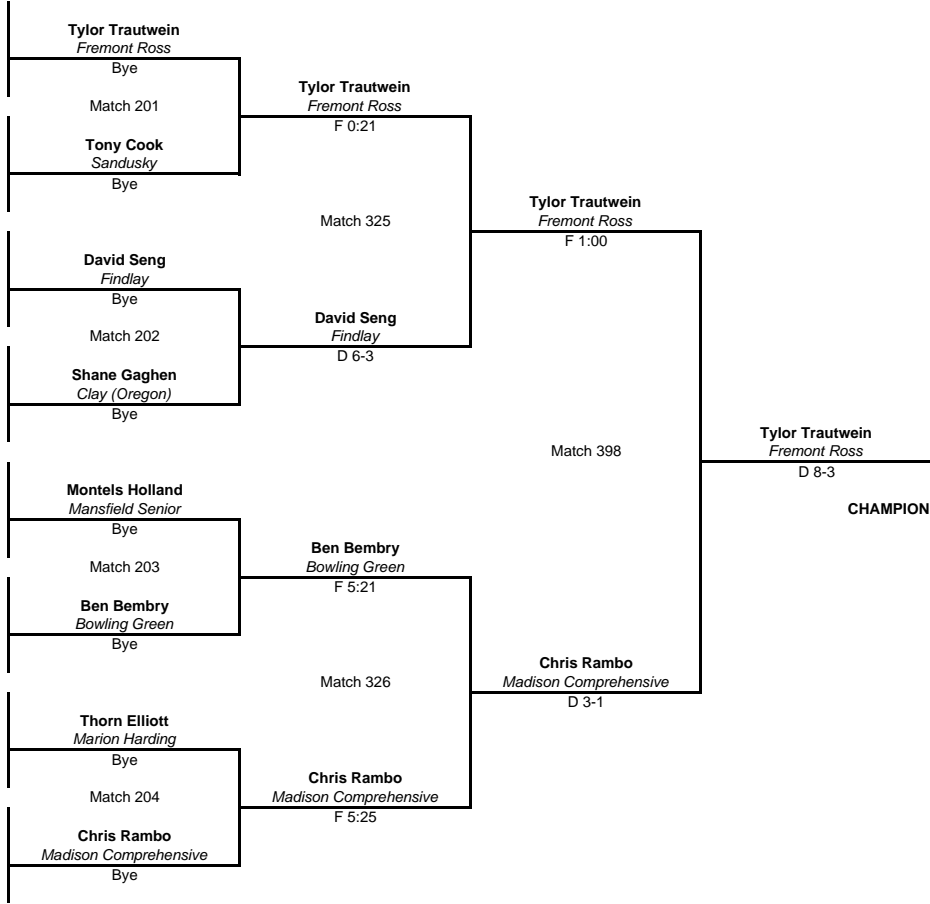 Tylor Trautwein
Fremont Ross
Bye
Match 201
Tony Cook
Sandusky
Bye
David Seng
Findlay
Bye
Match 202
Shane Gaghen
Clay (Oregon)
Bye
Montels Holland
Mansfield Senior
Bye
Match 203
Ben Bembry
Bowling Green
Bye
Thorn Elliott
Marion Harding
Bye
Match 204
Chris Rambo
Madison Comprehensive
Bye
Tylor Trautwein
Fremont Ross
F 0:21
Match 325
David Seng
Findlay
D 6-3
Ben Bembry
Bowling Green
F 5:21
Match 326
Chris Rambo
Madison Comprehensive
F 5:25
Tylor Trautwein
Fremont Ross
F 1:00
Match 398
Chris Rambo
Madison Comprehensive
D 3-1
Tylor Trautwein
Fremont Ross
D 8-3
CHAMPION